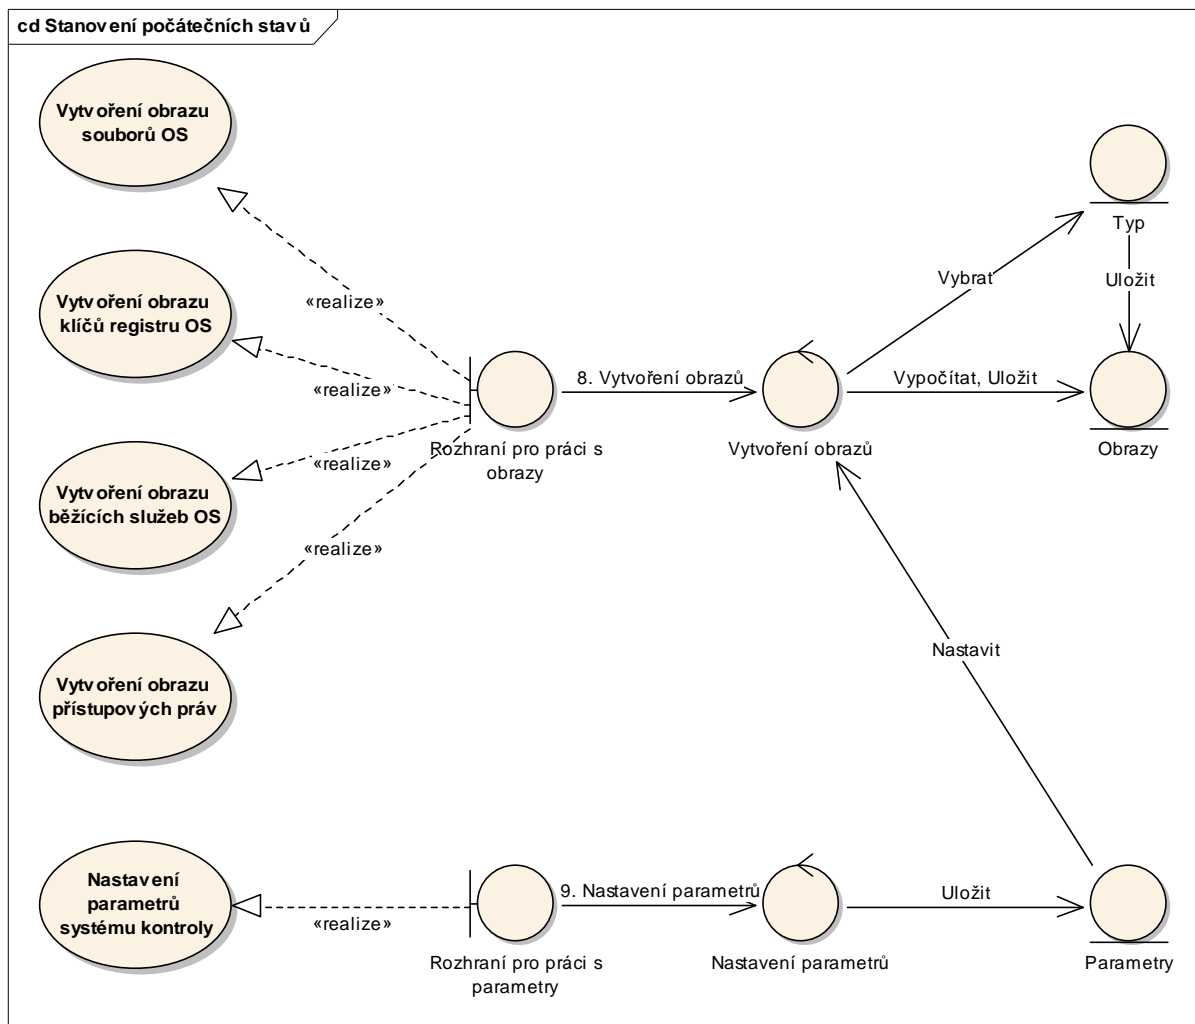 cd Stanovení počátečních stavů
Vytvoření obrazu
souborů OS
Typ
Vybrat
Uložit
«realize»
Vytvoření obrazu
klíčů registru OS
8. Vytvoření obrazů
Vypočítat, Uložit
«realize»
Rozhraní pro práci s
obrazy
Vytvoření obrazů
Obrazy
«realize»
Vytvoření obrazu
běžících služeb OS
«realize»
Nastavit
Vytvoření obrazu
přístupových práv
Nastavení
parametrů
systému kontroly
«realize»
9. Nastavení parametrů
Uložit
Rozhraní pro práci s
parametry
Nastavení parametrů
Parametry